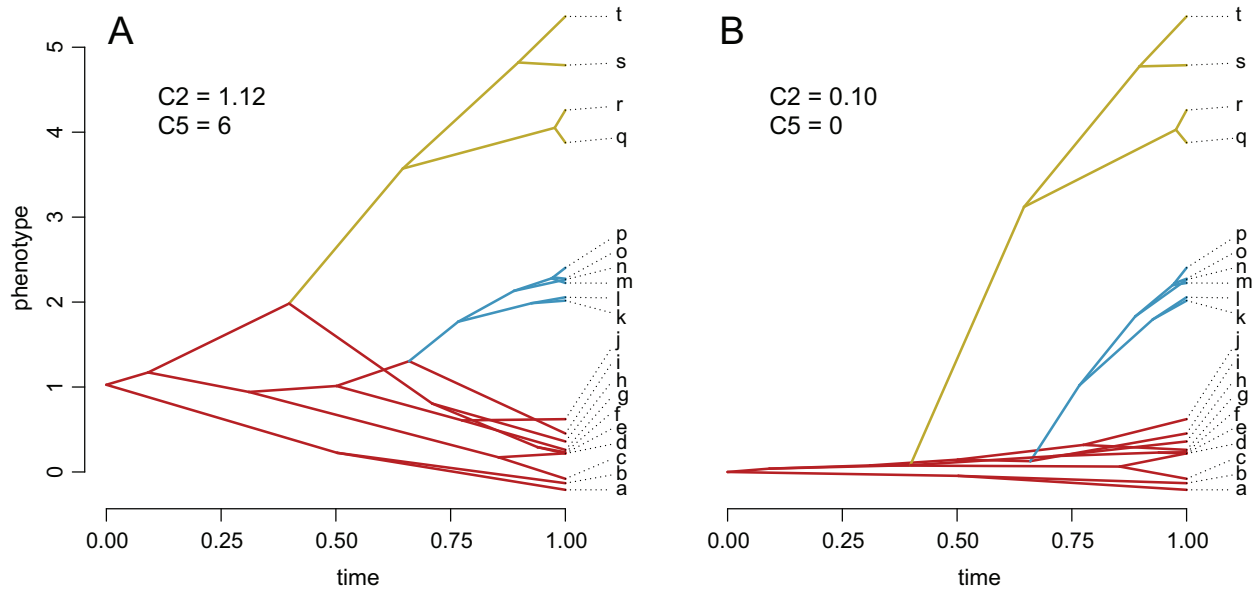 A
C2 = 1.12
C5 = 6
phenotype
5
4
3
2
1
0
0.00 0.25 0.50 0.75 1.00
time
t
s
r
q
p
o
n
m
l
k
j
i
h
g
f
e
d
c
b
a
B
C2 = 0.10
C5 = 0
0.00 0.25 0.50 0.75 1.00
time
t
s
r
q
p
o
n
m
l
k
j
i
h
g
f
e
d
c
b
a